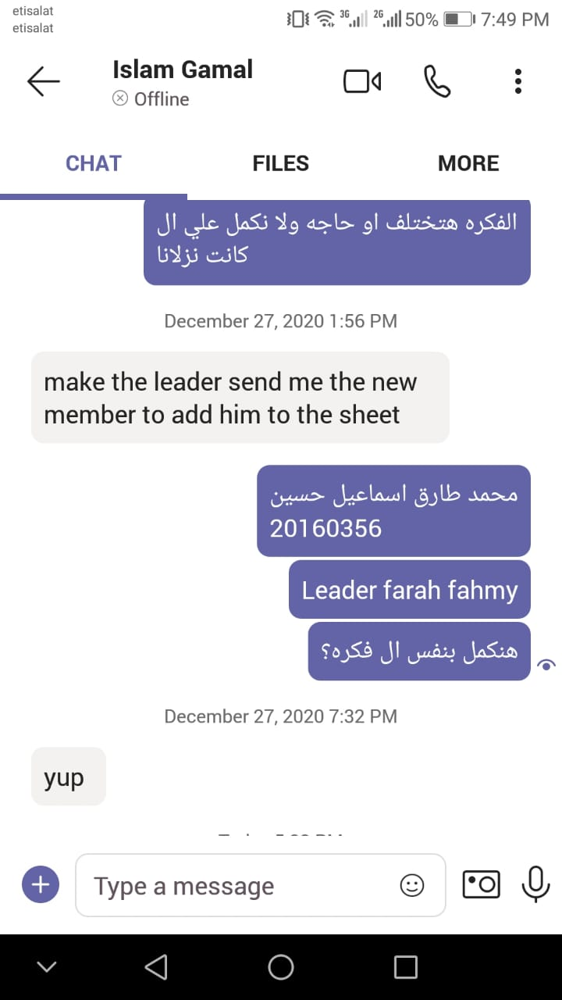 etisalat
etisalat
3G 2G 50% 7:49 PM
Islam Gamal
Offline
CHAT FILES MORE
الفكره هتختلف او حاجه ولا نكمل علي ال
كانت نزلانا
December 27, 2020 1:56 PM
make the leader send me the new
member to add him to the sheet
محمد طارق اسماعيل حسين
20160356
Leader farah fahmy
هنكمل بنفس ال فكره؟
December 27, 2020 7:32 PM
yup
Type a message